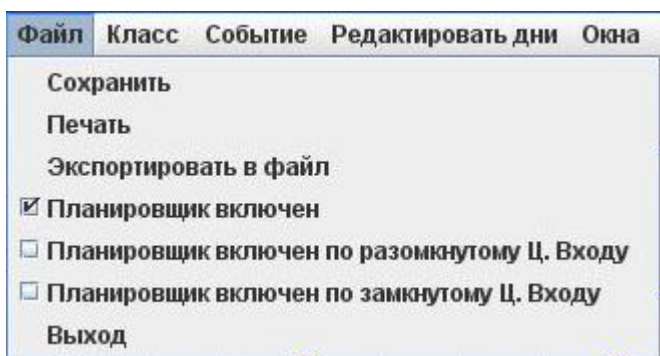 Файл Класс Событие Редактировать дни Окна
Сохранить
Печать
Экспортировать в файл
Планировщик включен
Планировщик включен по разомкнутому Ц. Входу
Планировщик включен по замкнутому Ц. Входу
Выход